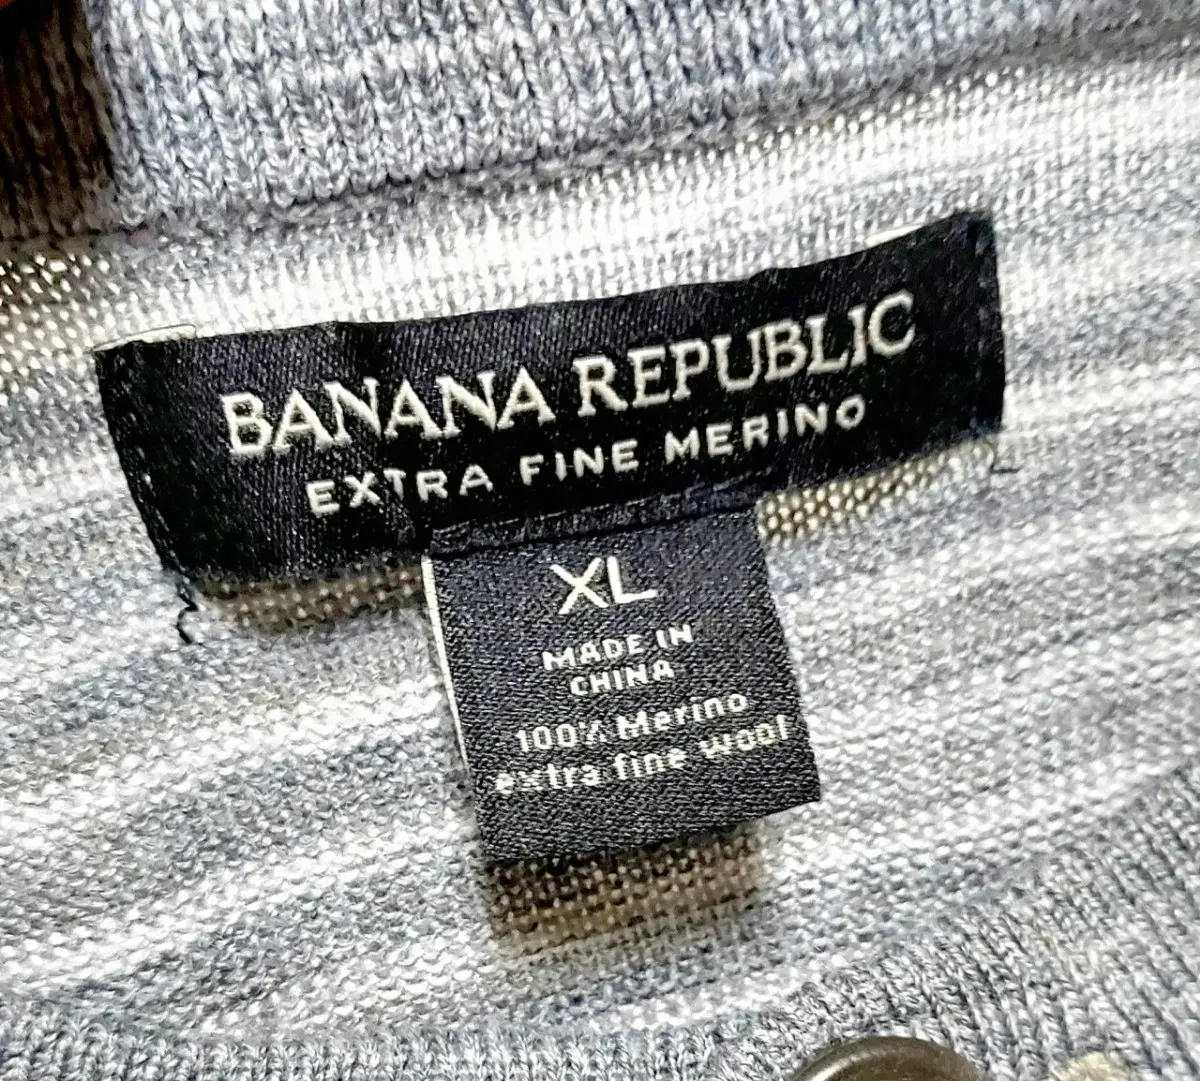 BANANA REPUBLIC
EXTRA FINE MERINO
XL
MADE IN
CHINA
100% Merino
extra fine wool